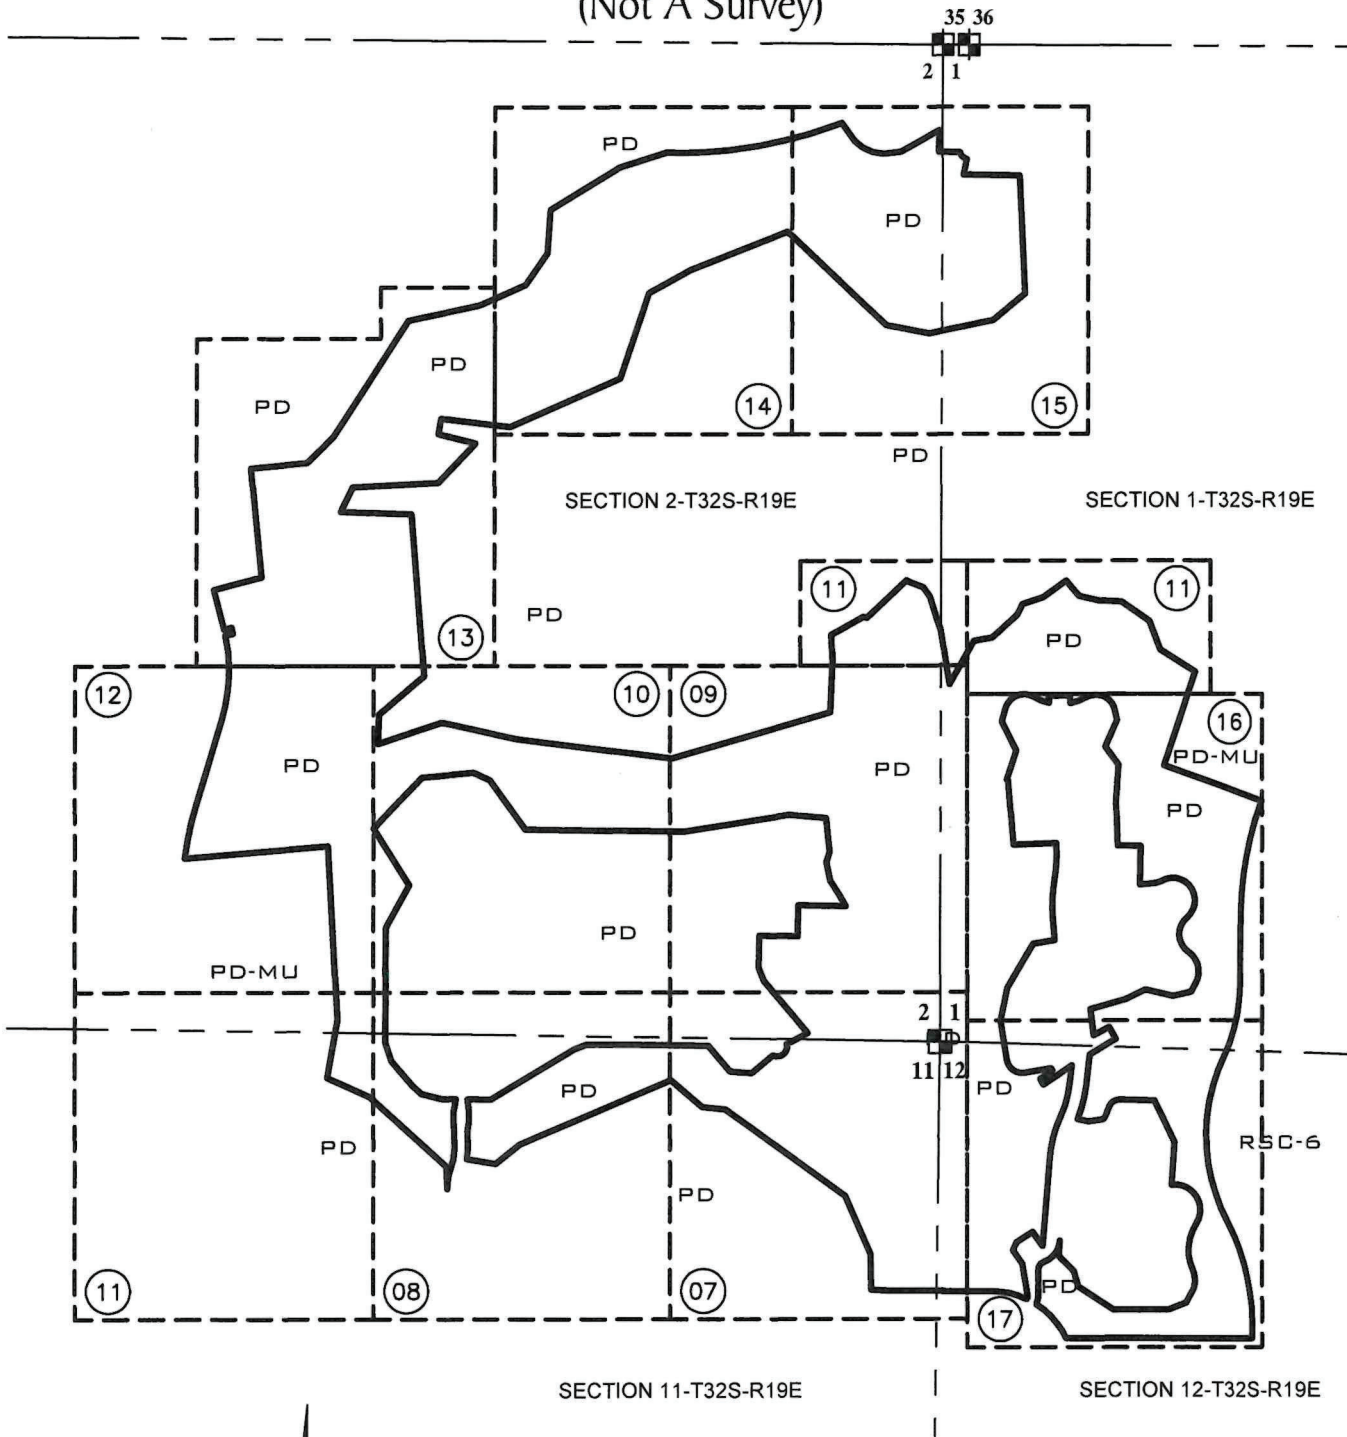 (Not A Survey)
35 36
2 1
PD
PD
PD
PD
14
15
PD
SECTION 2-T32S-R19E
SECTION 1-T32S-R19E
11
11
PD
13
PD
12
10
09
16
PD-MU
PD
PD
PD
PD
PD-MU
2 1
11 12
PD
PD
PD
RSC-6
PD
PD
11
08
07
17
SECTION 11-T32S-R19E
SECTION 12-T32S-R19E